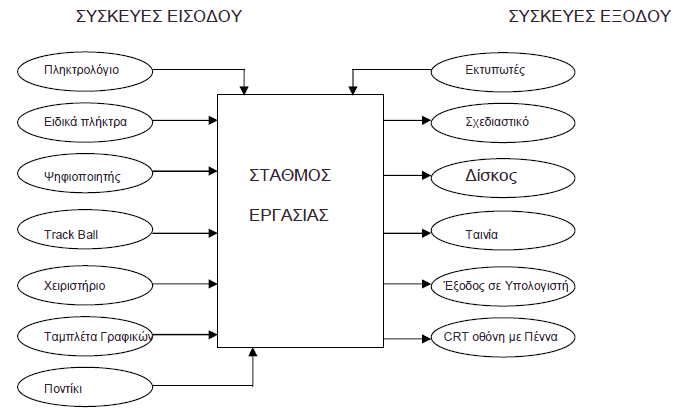 ΣΥΣΚΕΥΕΣ ΕΙΣΟΔΟΥ
ΣΥΣΚΕΥΕΣ ΕΞΟΔΟΥ
Πληκτρολόγιο
Ειδικά πλήκτρα
Ψηφιοποιητής
Track Ball
Χειριστήριο
Ταμπλέτα Γραφικών
Ποντίκι
ΣΤΑΘΜΟΣ
ΕΡΓΑΣΙΑΣ
Εκτυπωτές
Σχεδιαστικό
Δίσκος
Ταινία
Έξοδος σε Υπολογιστή
CRT οθόνη με Πέννα